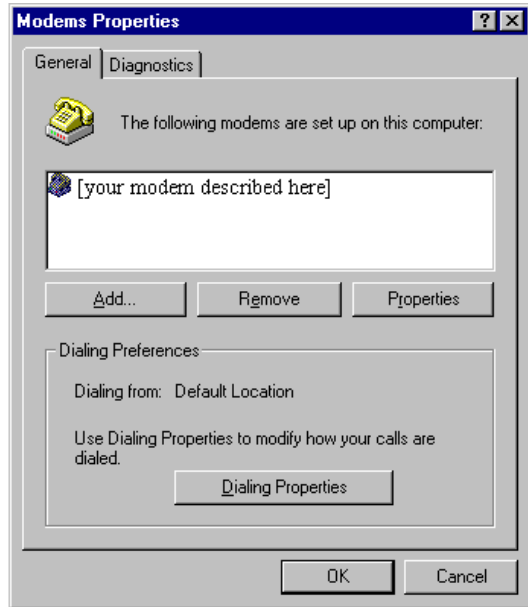 Modems Properties
General Diagnostics
The following modems are set up on this computer:
[your modem described here]
Add... Remove Properties
Dialing Preferences
Dialing from: Default Location
Use Dialing Properties to modify how your calls are
dialed.
Dialing Properties
OK Cancel